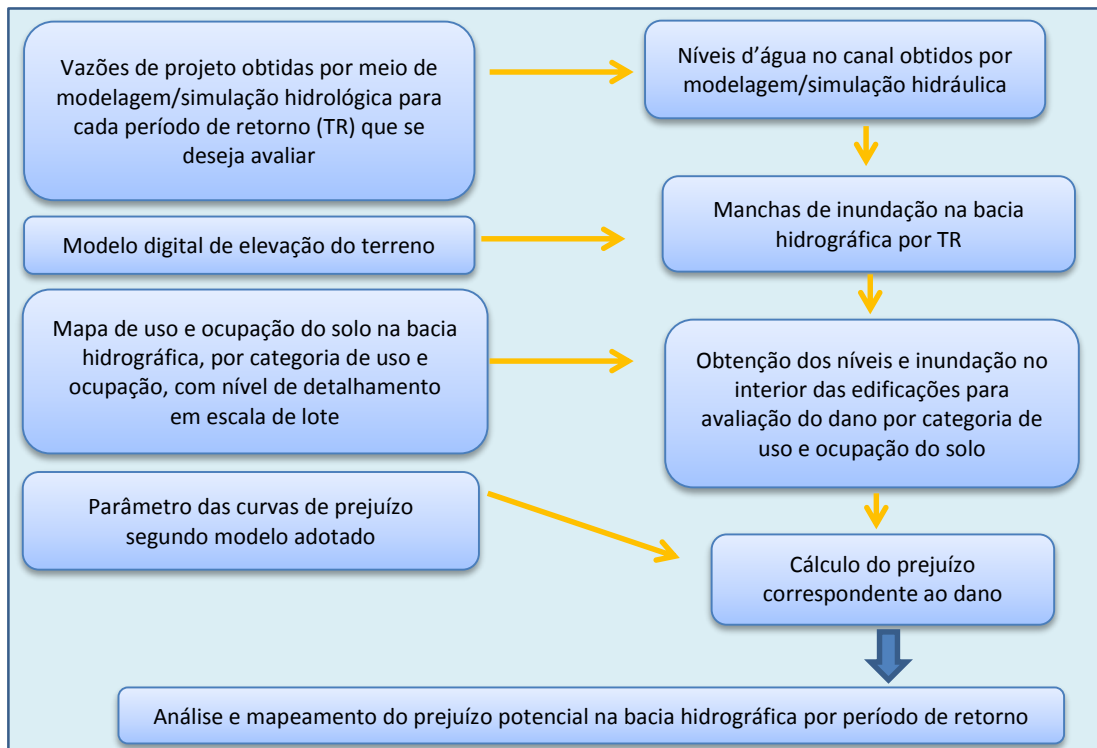 Vazões de projeto obtidas por meio de
modelagem/simulação hidrológica para
cada período de retorno (TR) que se
deseja avaliar
Níveis d’água no canal obtidos por
modelagem/simulação hidráulica
Modelo digital de elevação do terreno
Manchas de inundação na bacia
hidrográfica por TR
Mapa de uso e ocupação do solo na bacia
hidrográfica, por categoria de uso e
ocupação, com nível de detalhamento
em escala de lote
Obtenção dos níveis e inundação no
interior das edificações para
avaliação do dano por categoria de
uso e ocupação do solo
Parâmetro das curvas de prejuízo
segundo modelo adotado
Cálculo do prejuízo
correspondente ao dano
Análise e mapeamento do prejuízo potencial na bacia hidrográfica por período de retorno